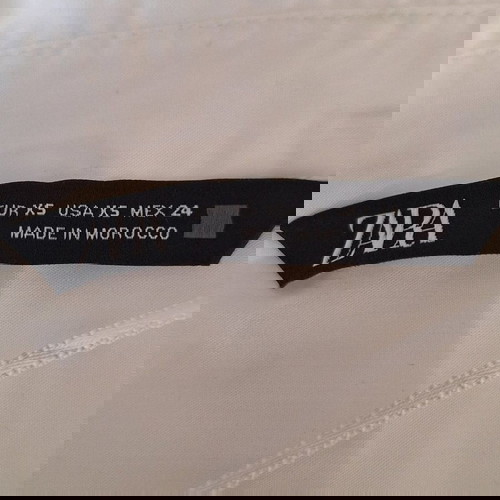 EUR XS USA XS MEX 24
MADE IN MOROCCO
ZARA